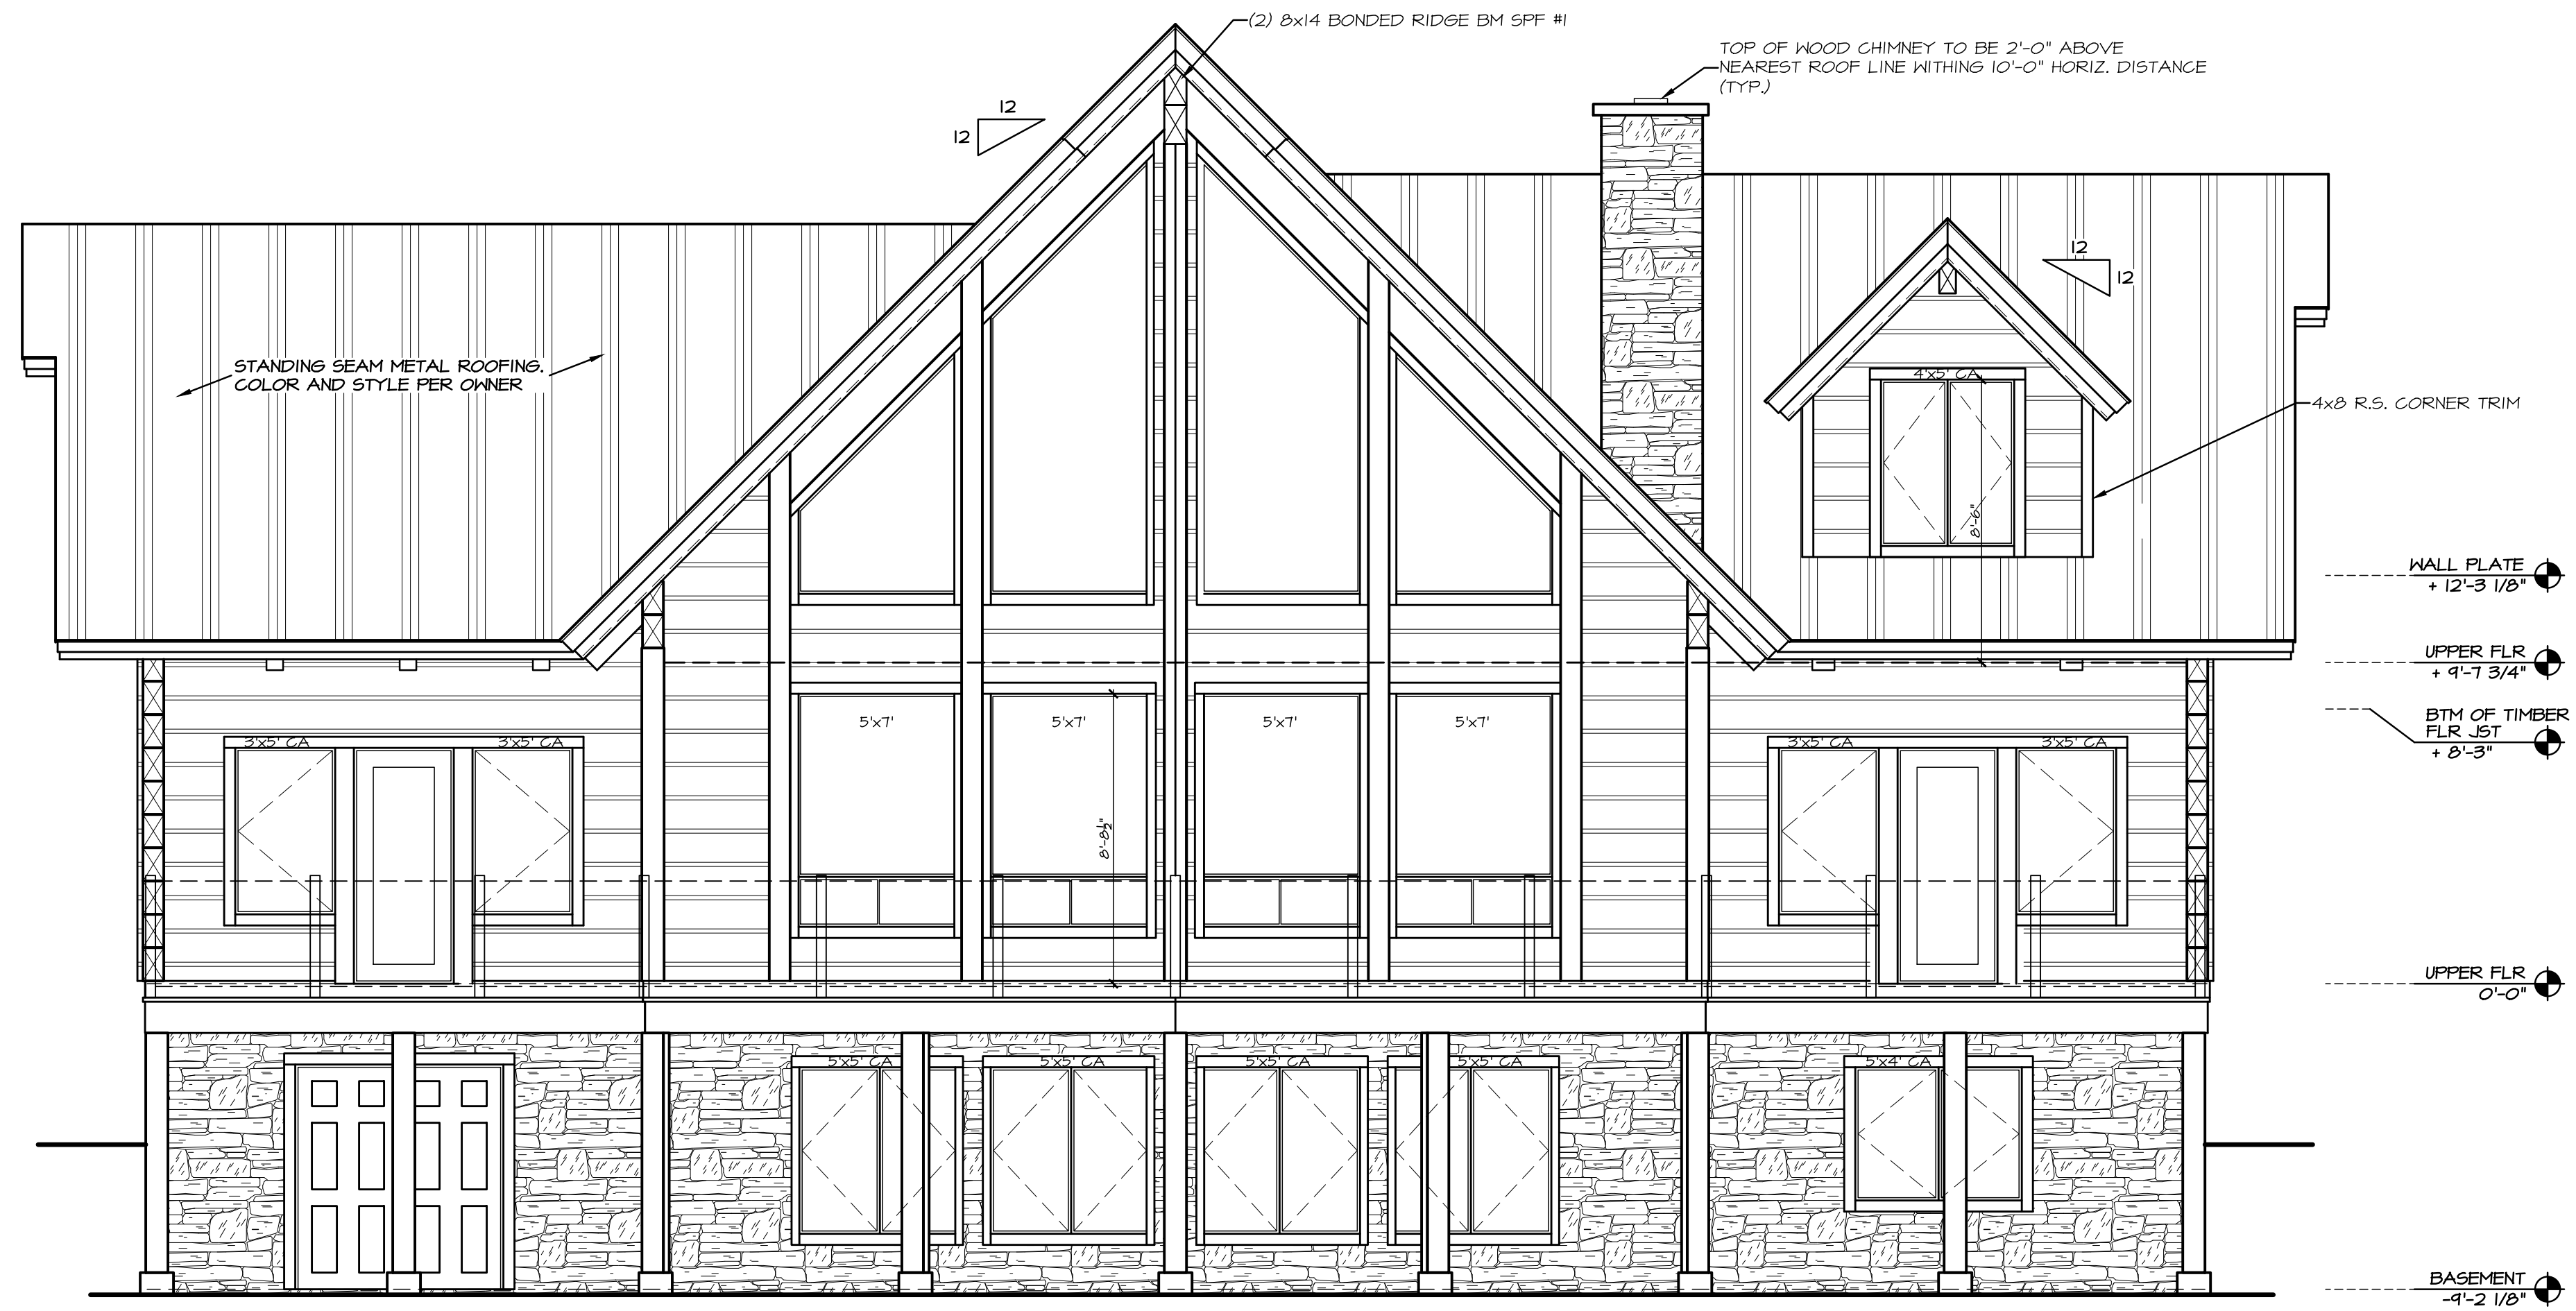 (2) 8x14 BONDED RIDGE BM SPF #1
TOP OF WOOD CHIMNEY TO BE 2'-0" ABOVE
NEAREST ROOF LINE WITHING 10'-0" HORIZ. DISTANCE
(TYP.)
12
12
12
12
STANDING SEAM METAL ROOFING.
COLOR AND STYLE PER OWNER
4'x5' CA
4x8 R.S. CORNER TRIM
8'-6"
WALL PLATE
+ 12'-3 1/8"
UPPER FLR
+ 9'-7 3/4"
BTM OF TIMBER
FLR JST
+ 8'-3"
5'x7'
5'x7'
5'x7'
5'x7'
3'x5' CA
3'x5' CA
3'x5' CA
3'x5' CA
8'-8½"
UPPER FLR
0'-0"
5'x5' CA
5'x5' CA
5'x5' CA
5'x5' CA
5'x4' CA
BASEMENT
-9'-2 1/8"